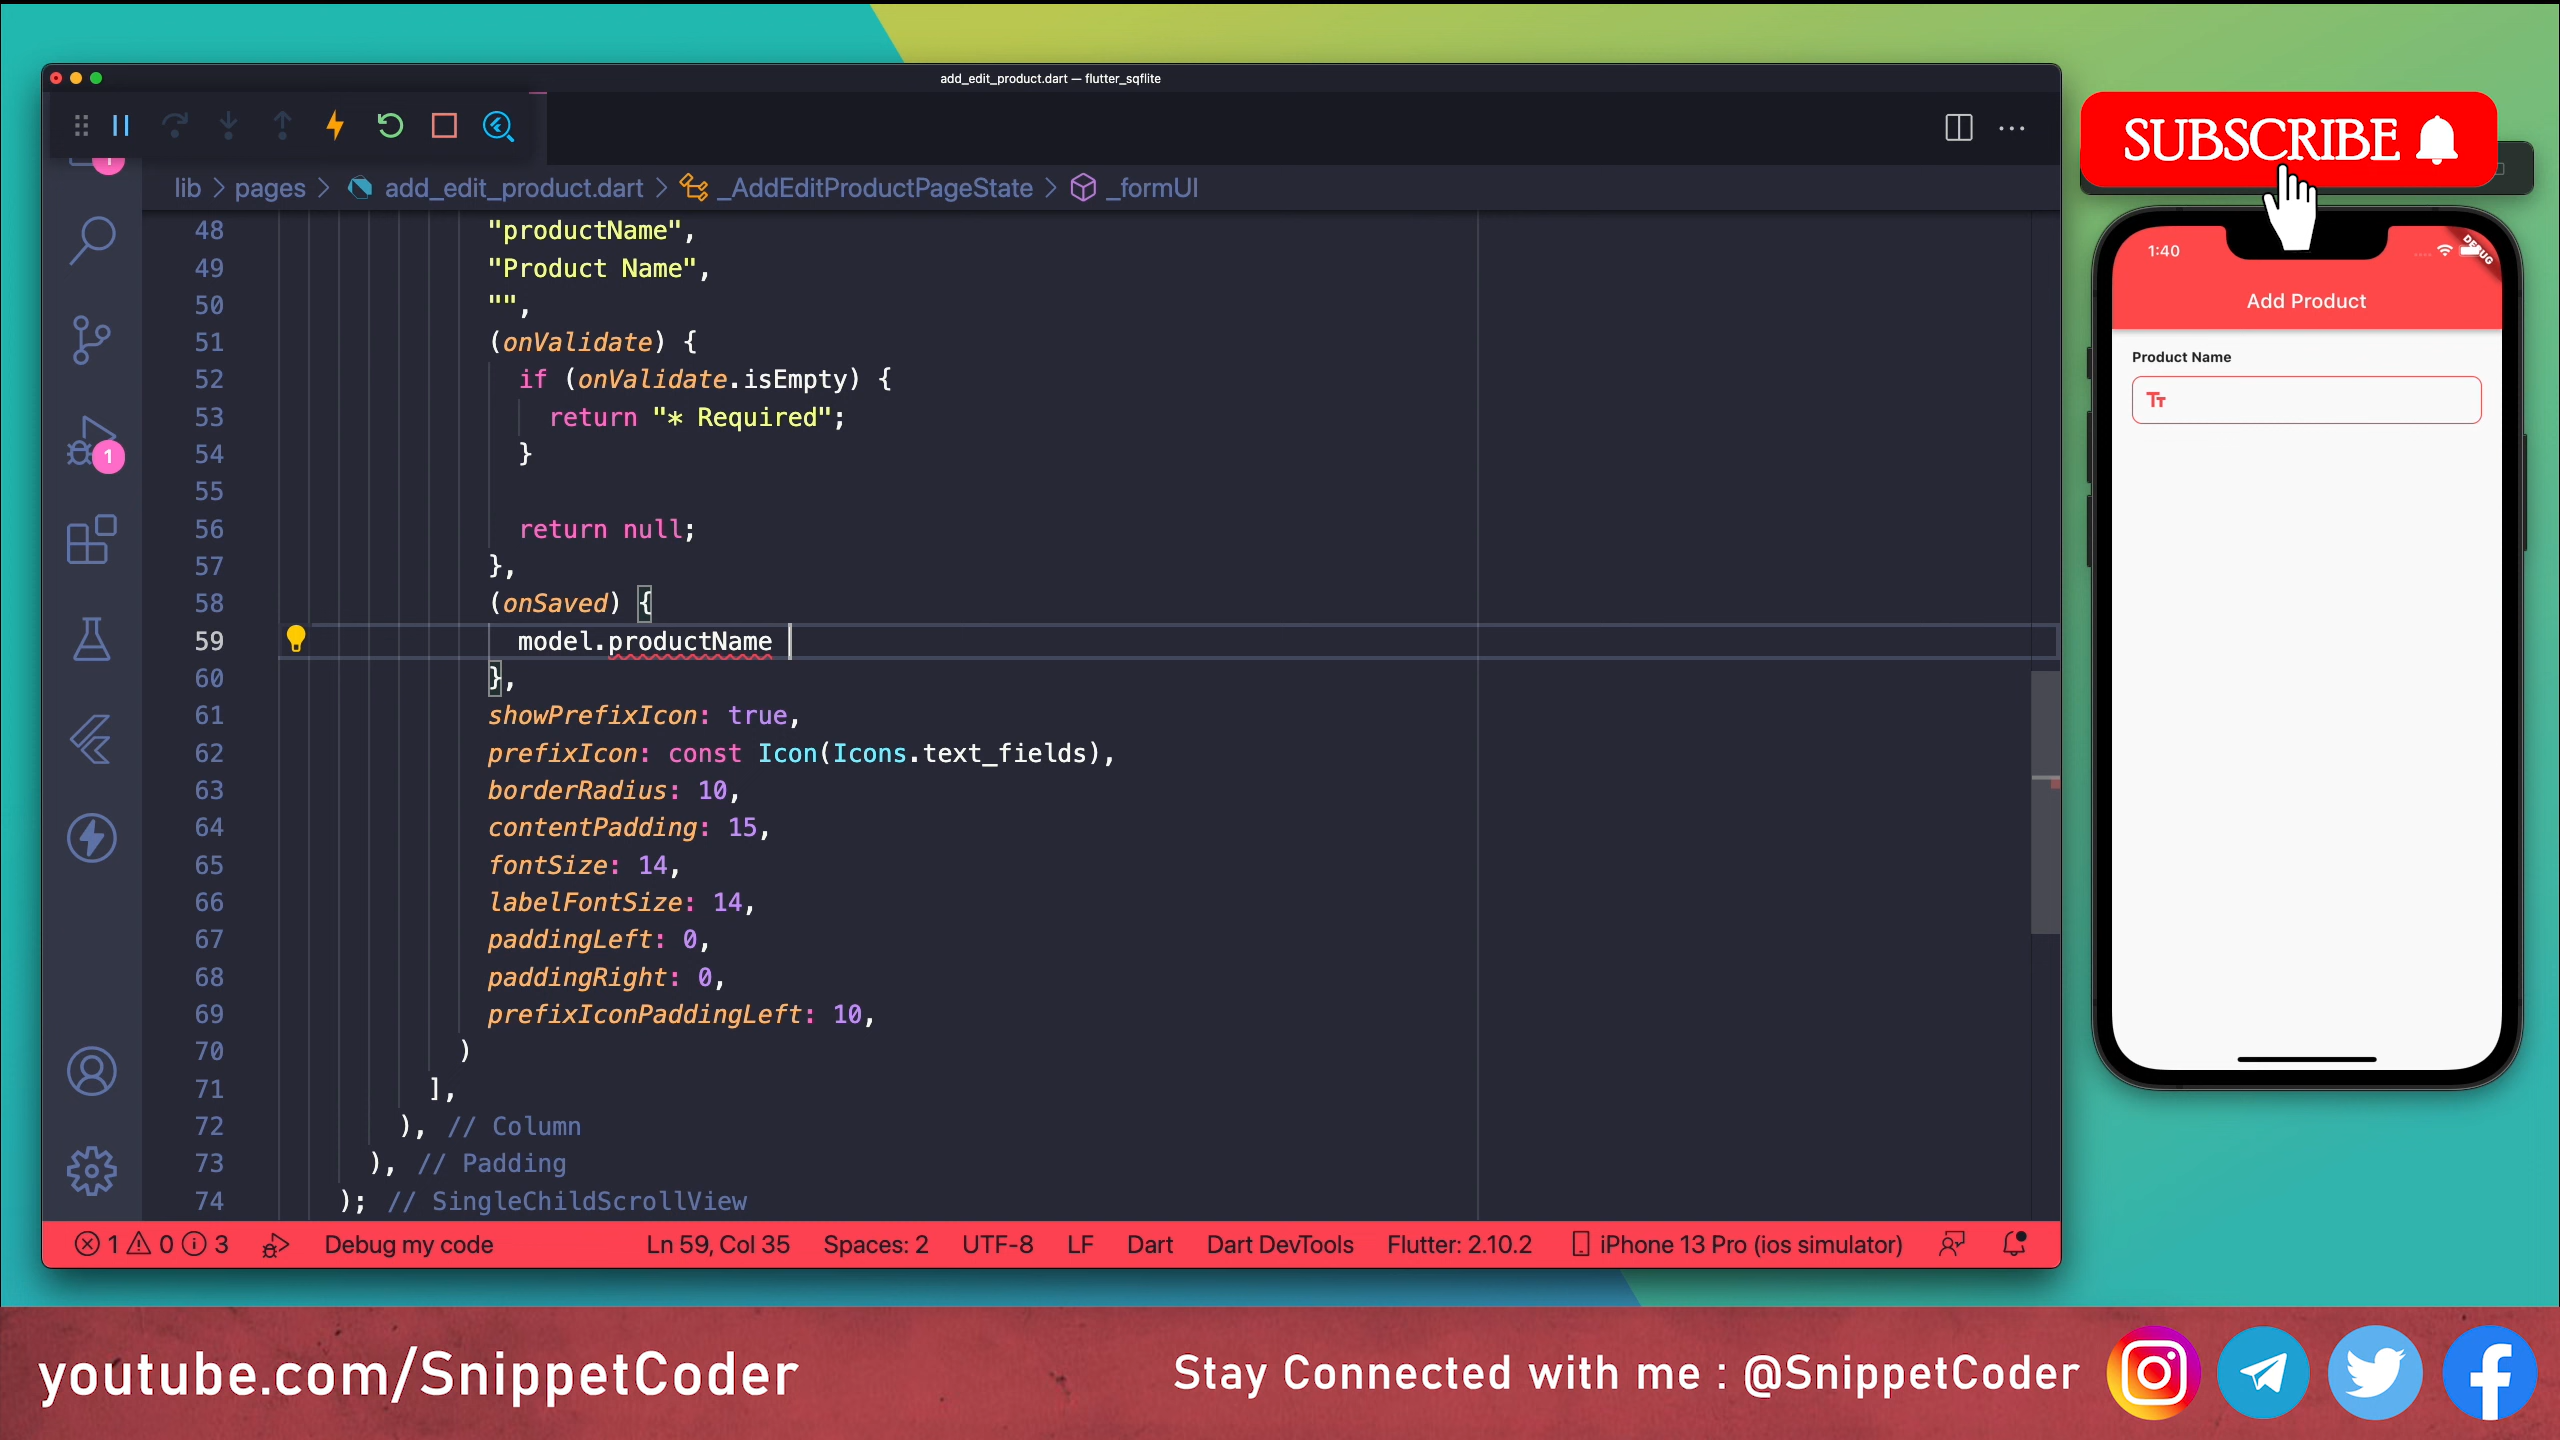 add_edit_product.dart — flutter_sqflite
lib > pages > add_edit_product.dart > _AddEditProductPageState > _formUI
48 "productName",
49 "Product Name",
50 "",
51 (onValidate) {
52 if (onValidate.isEmpty) {
53 return "* Required";
54 }
55
56 return null;
57 },
58 (onSaved) {
59 model.productName
60 },
61 showPrefixIcon: true,
62 prefixIcon: const Icon(Icons.text_fields),
63 borderRadius: 10,
64 contentPadding: 15,
65 fontSize: 14,
66 labelFontSize: 14,
67 paddingLeft: 0,
68 paddingRight: 0,
69 prefixIconPaddingLeft: 10,
70 )
71 ],
72 ), // Column
73 ), // Padding
74 ); // SingleChildScrollView
1
1
1 0 3 Debug my code Ln 59, Col 35 Spaces: 2 UTF-8 LF Dart Dart DevTools Flutter: 2.10.2 iPhone 13 Pro (ios simulator)
SUBSCRIBE
1:40
DEBUG
Add Product
Product Name
Tт
youtube.com/SnippetCoder
Stay Connected with me : @SnippetCoder